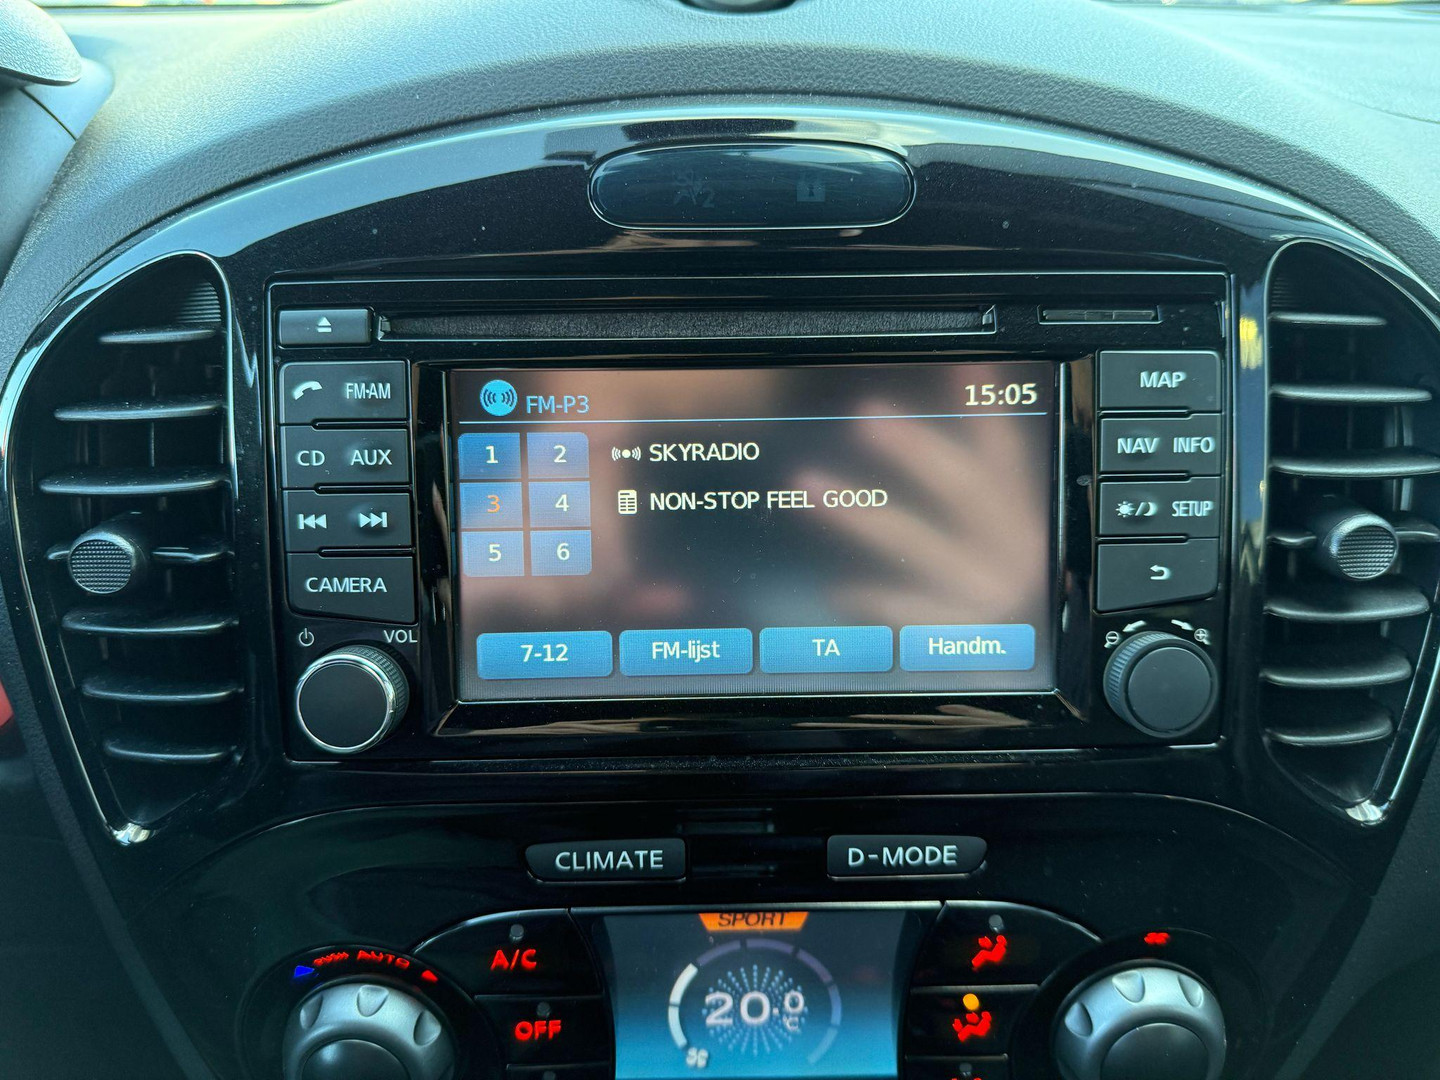 2
FM-AM
CD AUX
CAMERA
VOL
FM-P3
15:05
1 2
SKYRADIO
3 4
NON-STOP FEEL GOOD
5 6
7-12
FM-lijst
TA
Handm.
MAP
NAV INFO
SETUP
CLIMATE
D-MODE
SPORT
A/C
PUSH AUTO
20.0
°C
OFF